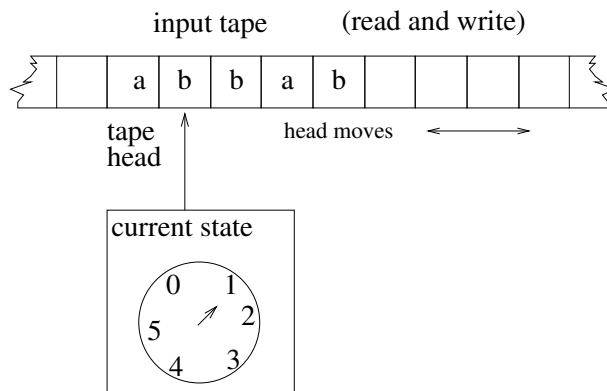 input tape (read and write)
a b b a b
tape head
head moves
current state
0 1
5 2
4 3